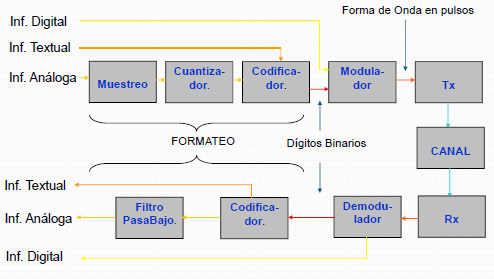 Forma de Onda en pulsos
Inf. Digital
Inf. Textual
Inf. Análoga
Muestreo
Cuantiza-
dor.
Codifica-
dor.
Modula-
dor
Tx
FORMATEO
Dígitos Binarios
CANAL
Inf. Textual
Inf. Análoga
Filtro
PasaBajo.
Codifica-
dor.
Demodu-
lador
Rx
Inf. Digital